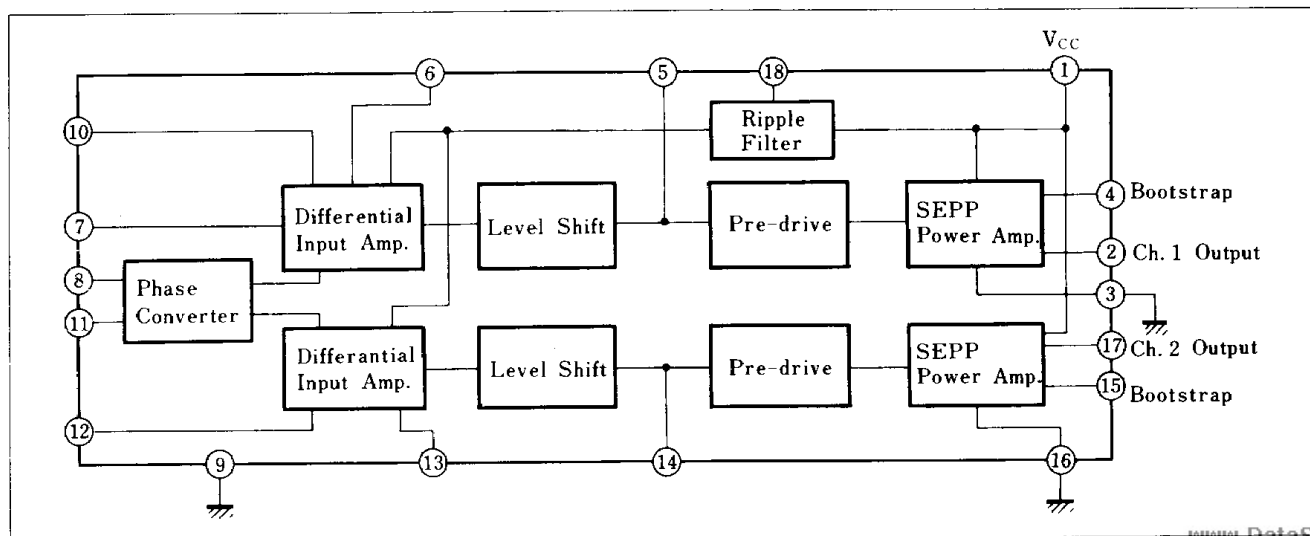 VCC
6
5
18
1
10
Ripple
Filter
Differential
Input Amp.
Level Shift
Pre-drive
SEPP
Power Amp.
4
Bootstrap
7
2
Ch. 1 Output
8
Phase
Converter
3
11
Differantial
Input Amp.
Level Shift
Pre-drive
SEPP
Power Amp.
17
Ch. 2 Output
15
Bootstrap
12
9
13
14
16